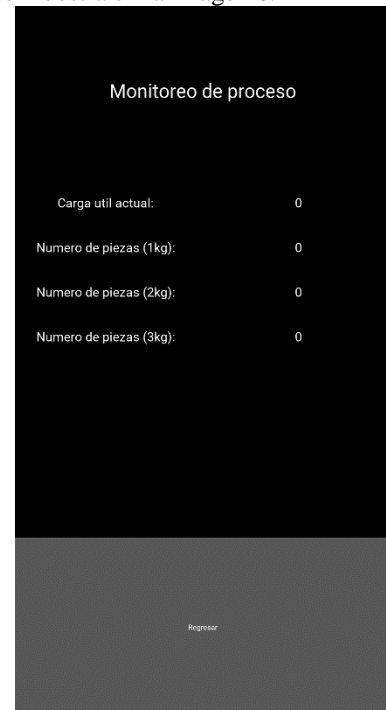 Monitoreo de proceso
Carga util actual: 0
Numero de piezas (1kg): 0
Numero de piezas (2kg): 0
Numero de piezas (3kg): 0
Regresar